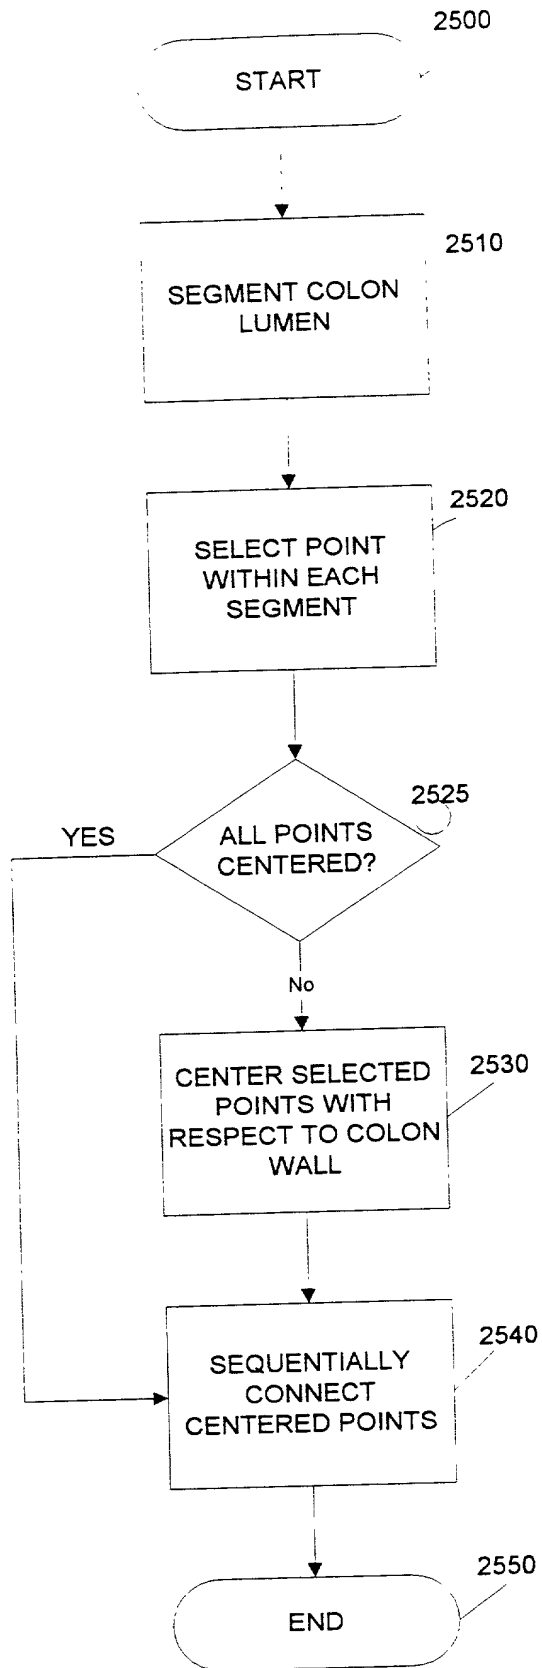 2500
START
2510
SEGMENT COLON
LUMEN
2520
SELECT POINT
WITHIN EACH
SEGMENT
2525
YES
ALL POINTS
CENTERED?
No
2530
CENTER SELECTED
POINTS WITH
RESPECT TO COLON
WALL
2540
SEQUENTIALLY
CONNECT
CENTERED POINTS
2550
END